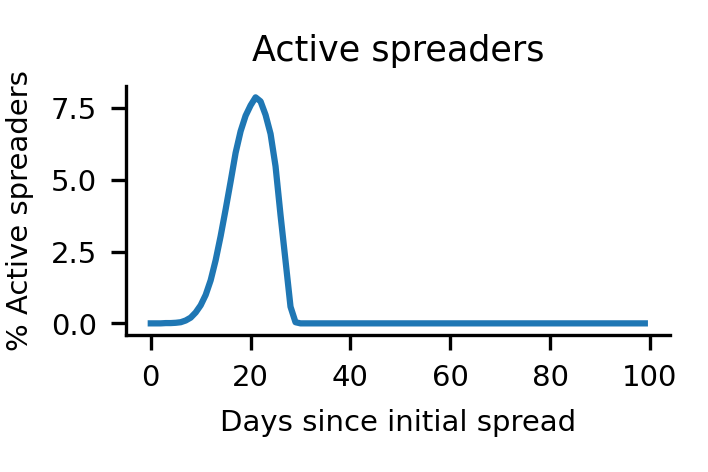 Active spreaders
% Active spreaders
7.5
5.0
2.5
0.0
0 20 40 60 80 100
Days since initial spread